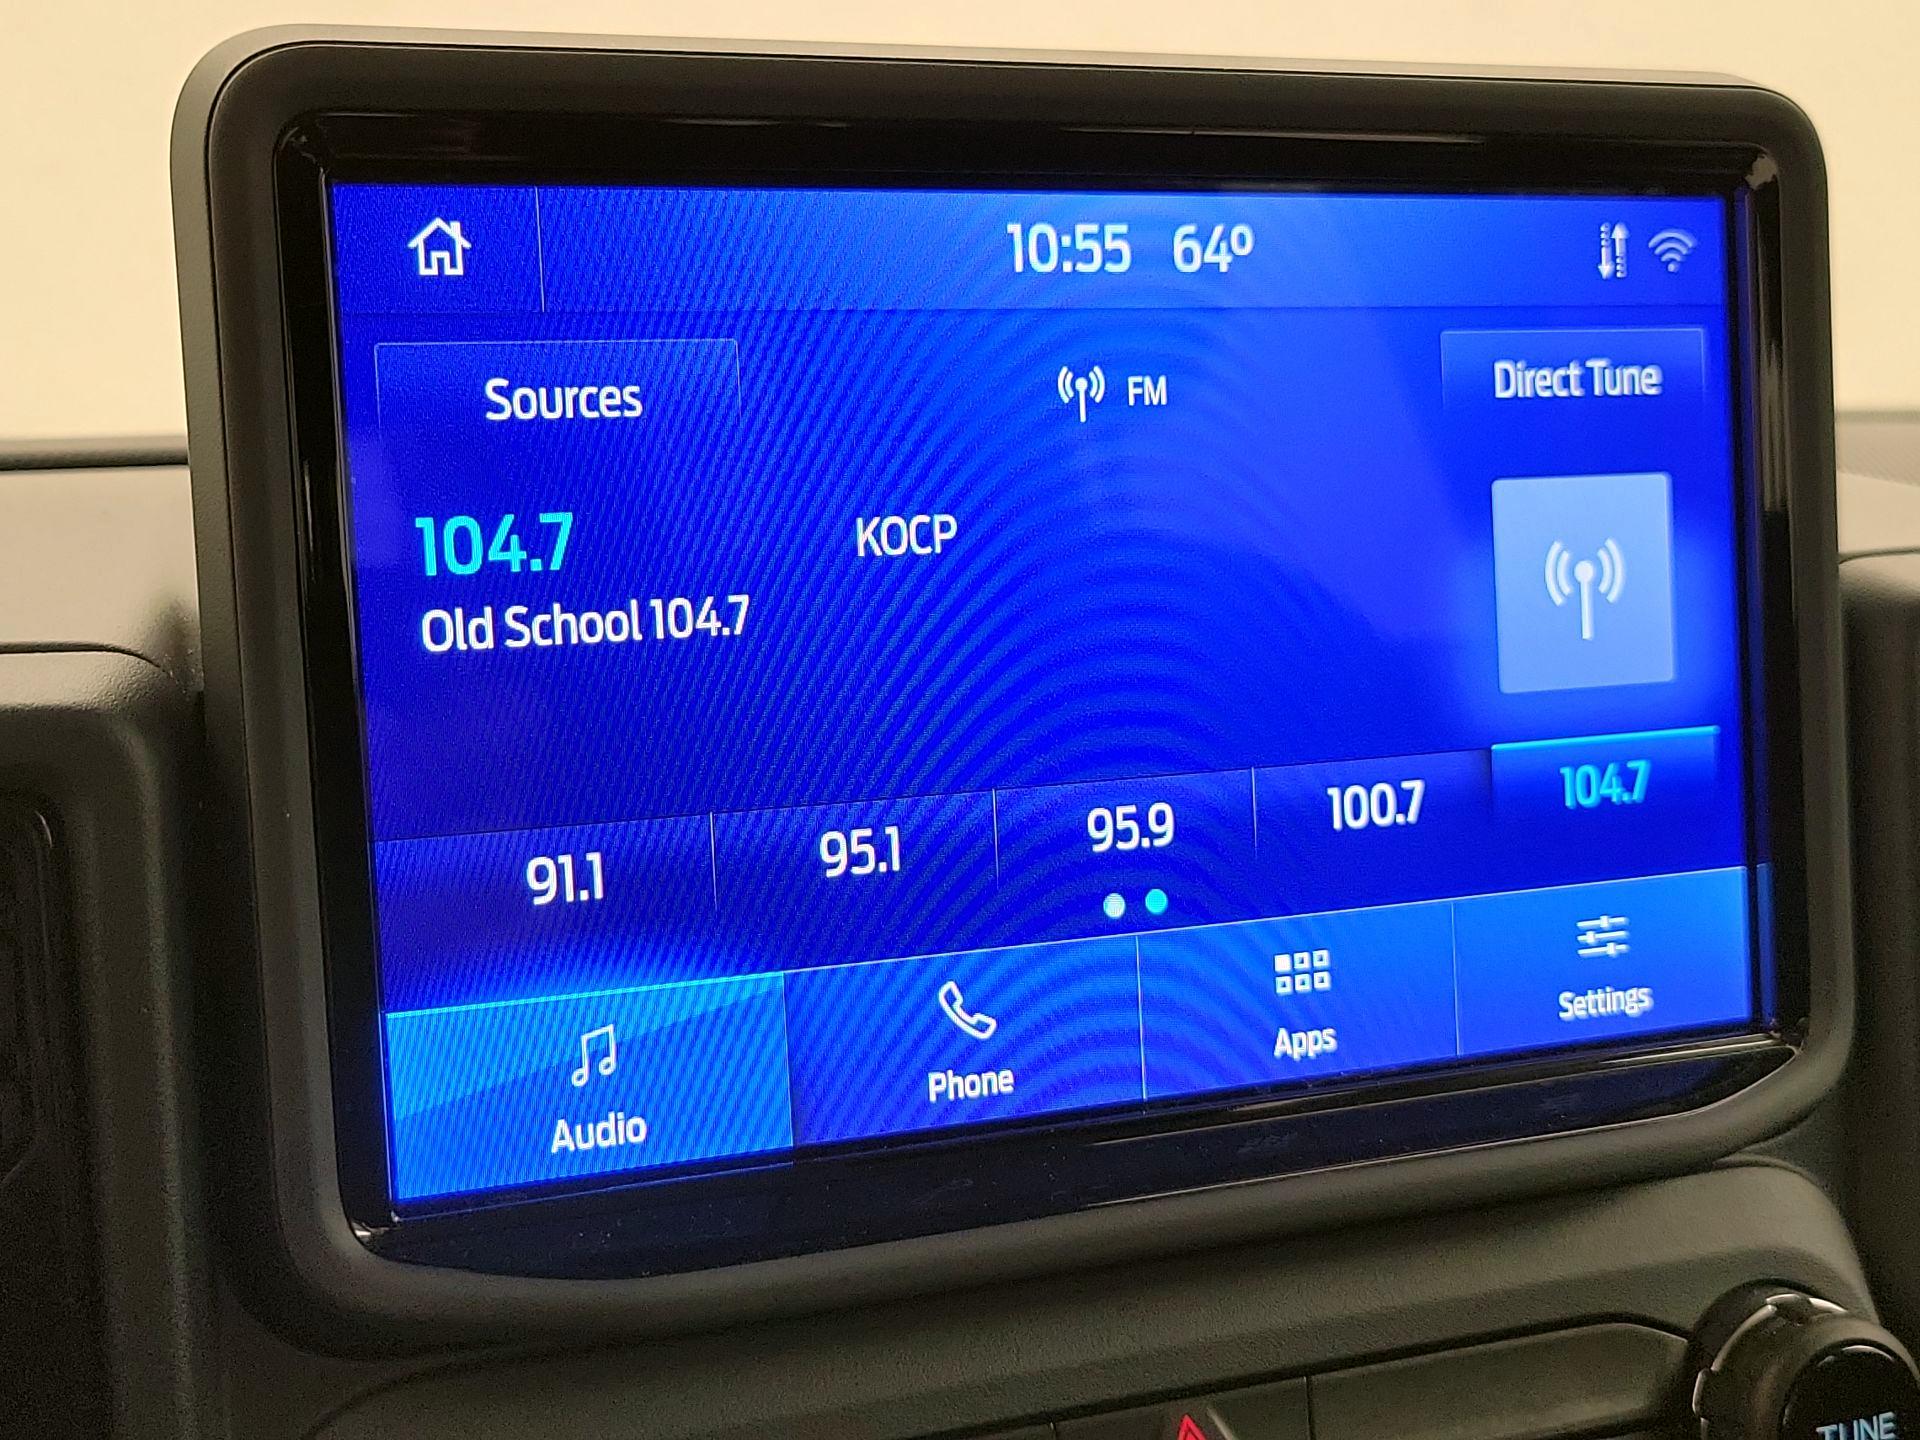 10:55 64º
Sources FM Direct Tune
104.7 KOCP
Old School 104.7
91.1 95.1 95.9 100.7 104.7
Audio Phone Apps Settings
TUNE